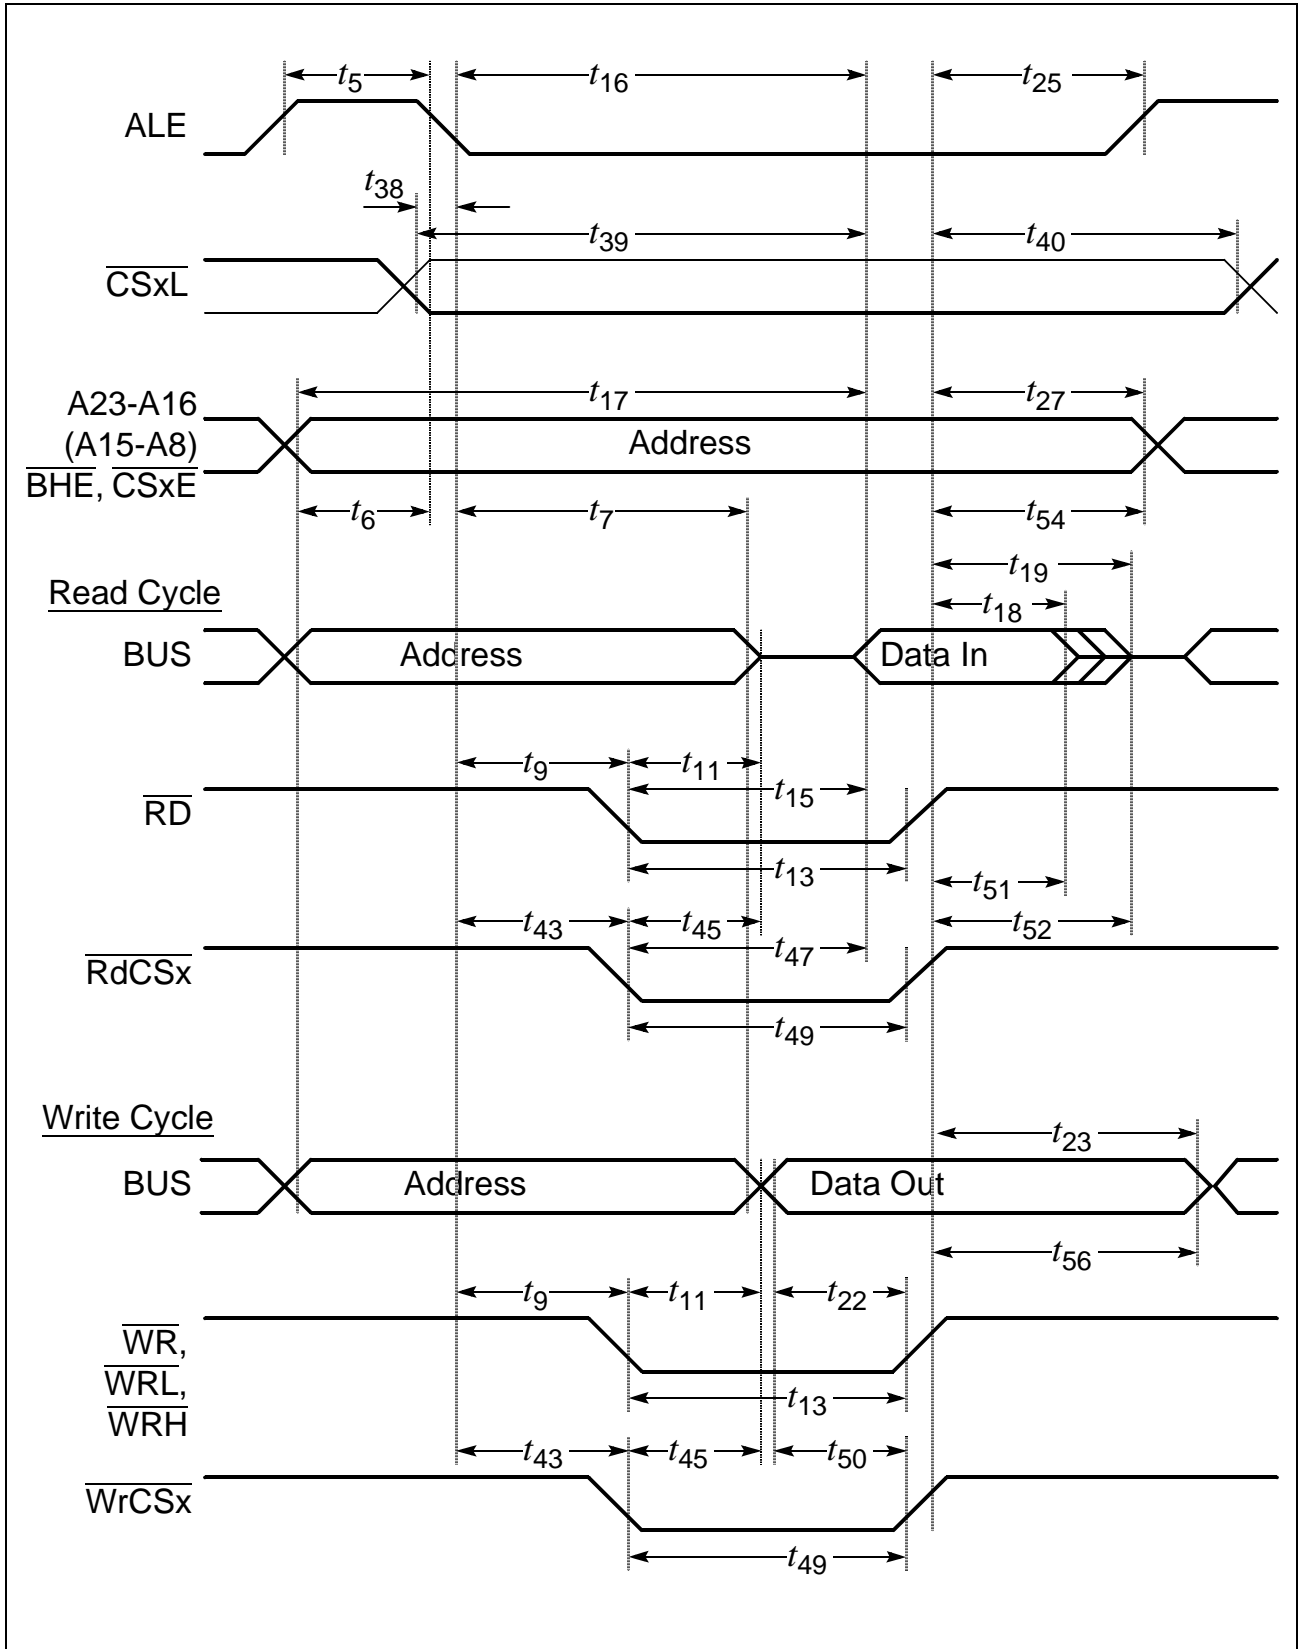 t5
t16
t25
ALE
t38
t39
t40
CSxL
A23-A16
t17
t27
(A15-A8)
Address
BHE, CSxE
t6
t7
t54
t19
Read Cycle
t18
BUS
Address
Data In
t9
t11
t15
RD
t13
t51
t43
t45
t52
t47
RdCSx
t49
Write Cycle
t23
BUS
Address
Data Out
t56
t9
t11
t22
WR,
WRL,
t13
WRH
t43
t45
t50
WrCSx
t49